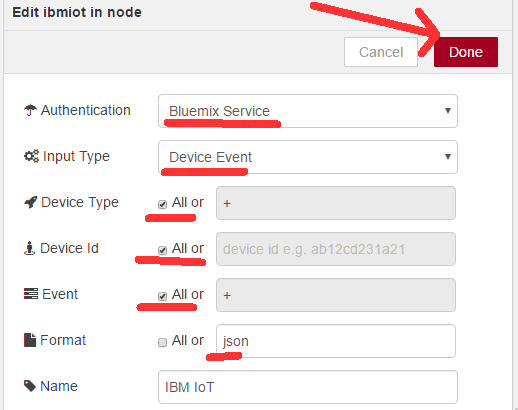 Edit ibmiot in node
Cancel
Done
Authentication
Bluemix Service
Input Type
Device Event
Device Type
All or
+
Device Id
All or
device id e.g. ab12cd231a21
Event
All or
+
Format
All or
json
Name
IBM IoT